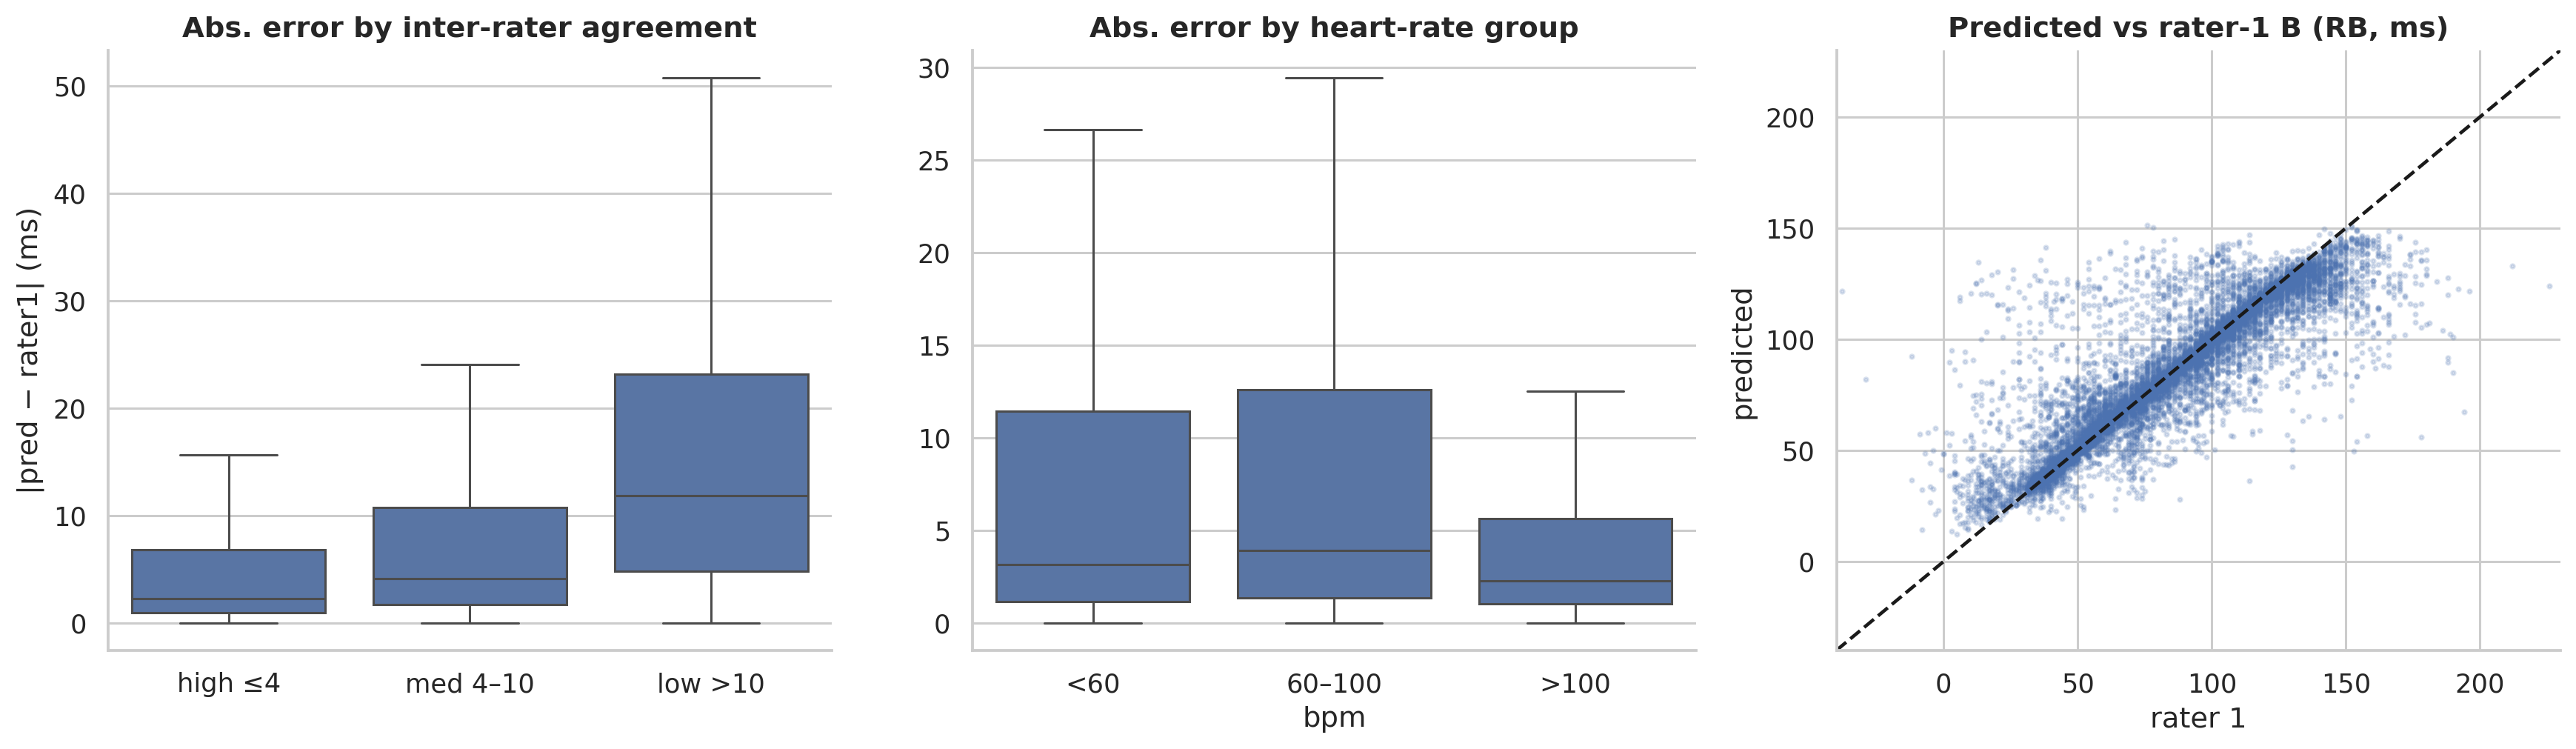 Abs. error by inter-rater agreement
|pred − rater1| (ms)
50
40
30
20
10
0
high ≤4
med 4–10
low >10
Abs. error by heart-rate group
30
25
20
15
10
5
0
<60
60–100
>100
bpm
Predicted vs rater-1 B (RB, ms)
predicted
200
150
100
50
0
0
50
100
150
200
rater 1